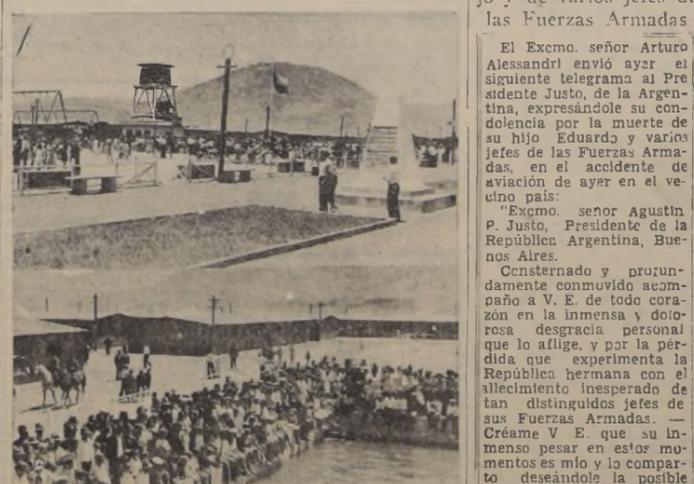 las Fuerzas Armadas
El Excmo. señor Arturo
Alessandri envió ayer el
siguiente telegrama al Pre
sidente Justo, de la Argen-
tina, expresándole su con-
dolencia por la muerte de
su hijo Eduardo y varios
jefes de las Fuerzas Arma-
das, en el accidente de
aviación de ayer en el ve-
cino país:
"Excmo. señor Agustín
P. Justo, Presidente de la
República Argentina, Bue-
nos Aires.
Consternado y profun-
damente conmovido acom-
paño a V. E. de todo cora-
zón en la inmensa y dolo-
rosa desgracia personal
que lo aflige, y por la pér-
dida que experimenta la
República hermana con el
allecimiento inesperado de
tan distinguidos jefes de
sus Fuerzas Armadas. —
Créame V E. que su in-
menso pesar en estos mo-
mentos es mío y lo compar-
to deseándole la posible